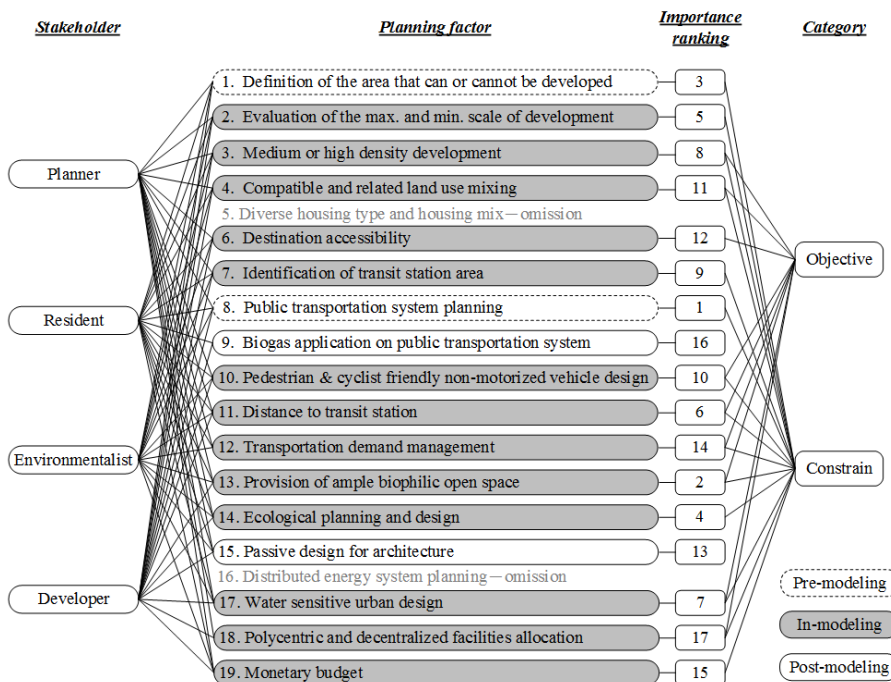 Stakeholder
Planning factor
Importance
ranking
Category
Planner
Resident
Environmentalist
Developer
1. Definition of the area that can or cannot be developed 3
2. Evaluation of the max. and min. scale of development 5
3. Medium or high density development 8
4. Compatible and related land use mixing 11
5. Diverse housing type and housing mix—omission
6. Destination accessibility 12
7. Identification of transit station area 9
8. Public transportation system planning 1
9. Biogas application on public transportation system 16
10. Pedestrian & cyclist friendly non-motorized vehicle design 10
11. Distance to transit station 6
12. Transportation demand management 14
13. Provision of ample biophilic open space 2
14. Ecological planning and design 4
15. Passive design for architecture 13
16. Distributed energy system planning—omission
17. Water sensitive urban design 7
18. Polycentric and decentralized facilities allocation 17
19. Monetary budget 15
Objective
Constrain
Pre-modeling
In-modeling
Post-modeling